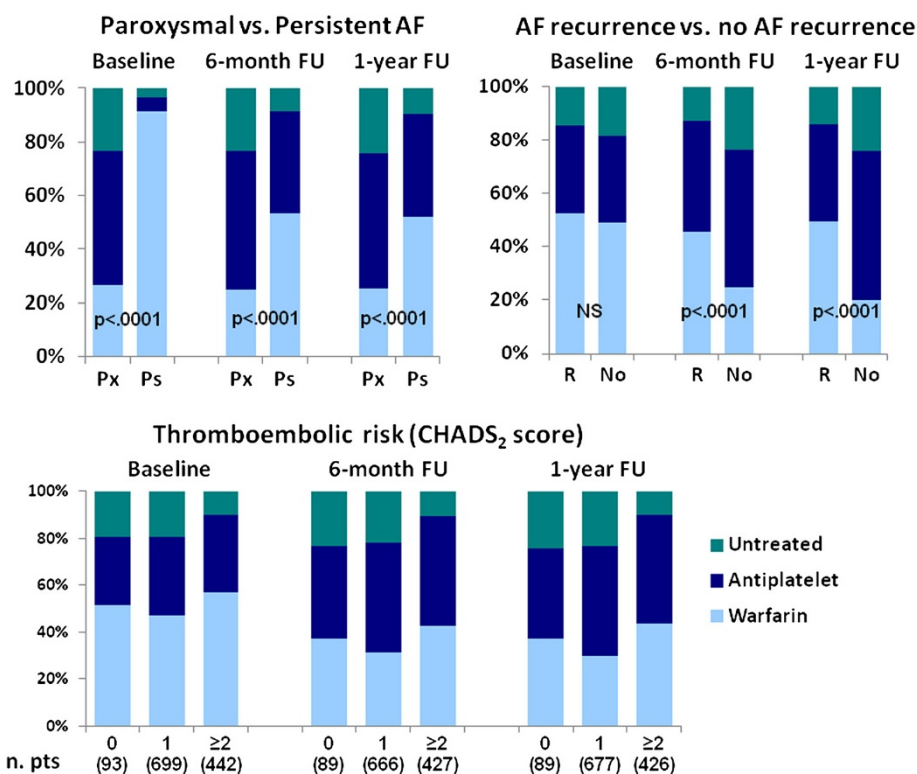 Paroxysmal vs. Persistent AF
Baseline 6-month FU 1-year FU
100%
80%
60%
40%
20%
0%
p<.0001 p<.0001 p<.0001
Px Ps Px Ps Px Ps
AF recurrence vs. no AF recurrence
Baseline 6-month FU 1-year FU
100%
80%
60%
40%
20%
0%
NS p<.0001 p<.0001
R No R No R No
Thromboembolic risk (CHADS₂ score)
Baseline 6-month FU 1-year FU
100%
80%
60%
40%
20%
0%
0 1 ≥2 0 1 ≥2 0 1 ≥2
n. pts (93) (699) (442) (89) (666) (427) (89) (677) (426)
Untreated
Antiplatelet
Warfarin